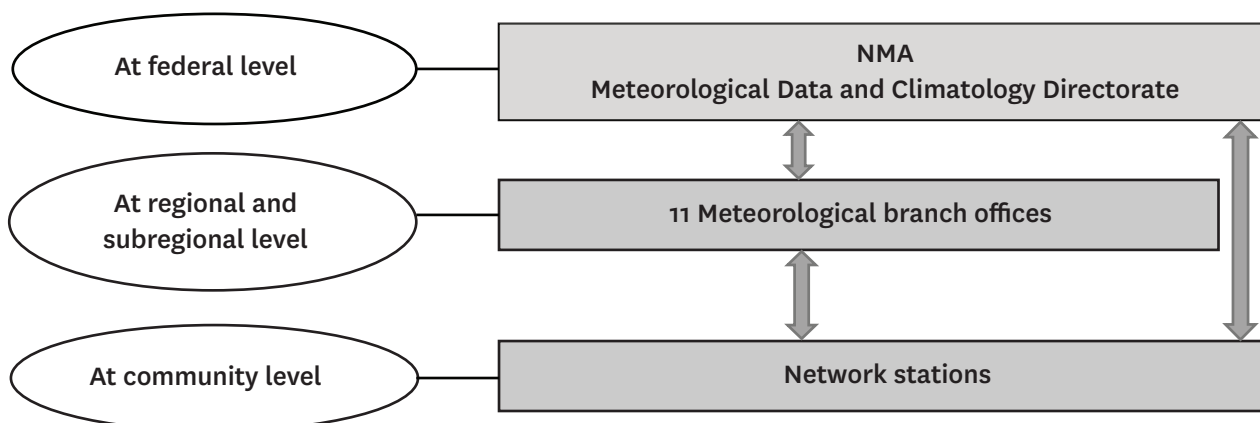 At federal level
NMA
Meteorological Data and Climatology Directorate
At regional and
subregional level
11 Meteorological branch offices
At community level
Network stations